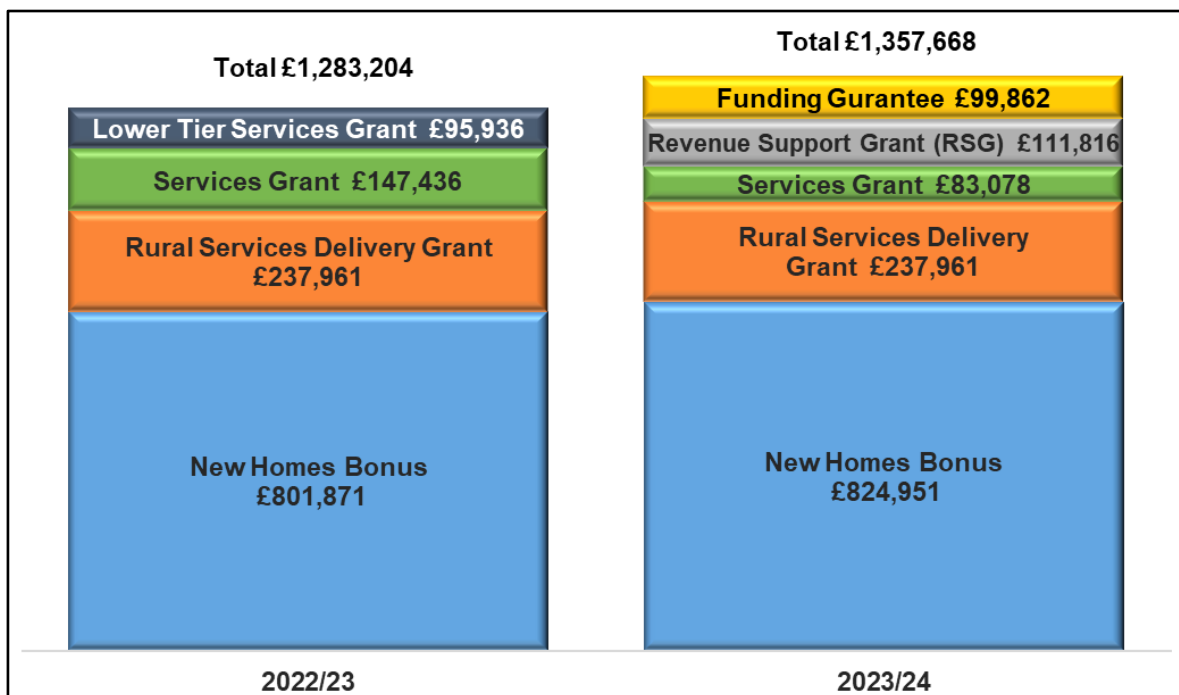 Total £1,283,204
Lower Tier Services Grant £95,936
Services Grant £147,436
Rural Services Delivery Grant
£237,961
New Homes Bonus
£801,871
2022/23
Total £1,357,668
Funding Gurantee £99,862
Revenue Support Grant (RSG) £111,816
Services Grant £83,078
Rural Services Delivery
Grant £237,961
New Homes Bonus
£824,951
2023/24